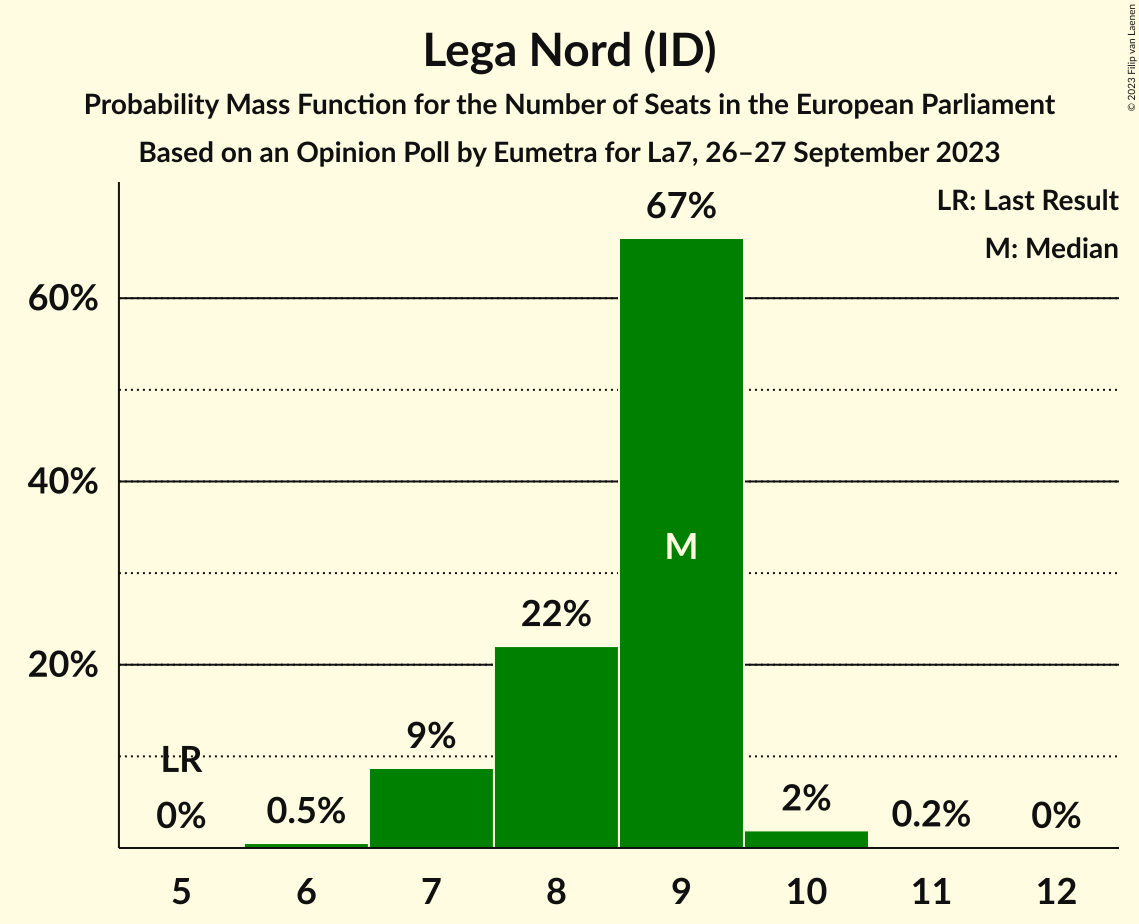 Lega Nord (ID)
Probability Mass Function for the Number of Seats in the European Parliament
Based on an Opinion Poll by Eumetra for La7, 26–27 September 2023
© 2023 Filip van Laenen
LR: Last Result
M: Median
67%
60%
40%
M
22%
20%
9%
LR
0%
0.5%
2%
0.2%
0%
5 6 7 8 9 10 11 12